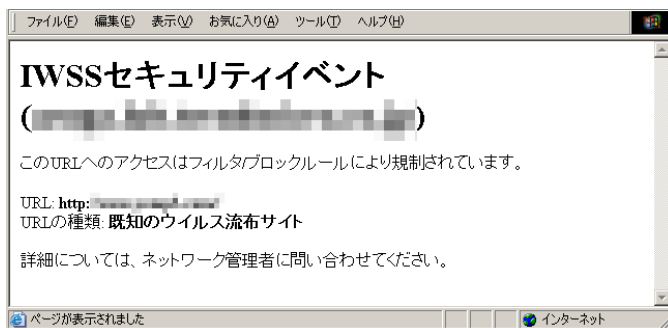 ファイル(F) 編集(E) 表示(V) お気に入り(A) ツール(T) ヘルプ(H)
IWSSセキュリティイベント
(
)
このURLへのアクセスはフィルタ/ブロックルールにより規制されています。
URL: http:
URLの種類: 既知のウイルス流布サイト
詳細については、ネットワーク管理者に問い合わせてください。
ページが表示されました インターネット